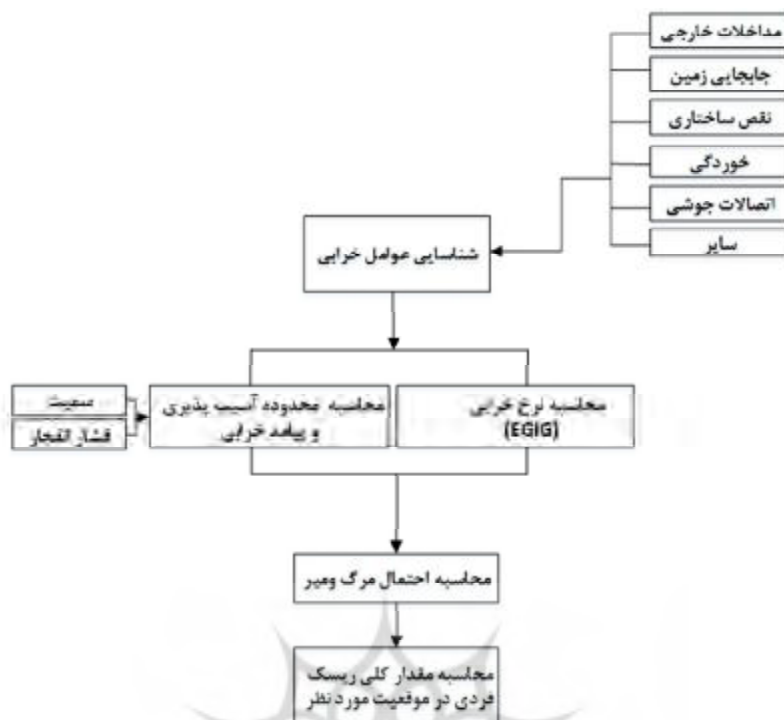 مداخلات خارجی
جابجایی زمین
نقص ساختاری
خوردگی
اتصالات جوشی
سایر
شناسایی عوامل خرابی
محاسبه نرخ خرابی
(EGIG)
محاسبه محدوده آسیب پذیری
و پیامد خرابی
سمیت
فشار انفجار
محاسبه احتمال مرگ ومیر
محاسبه مقدار کلی ریسک
فردی در موقعیت مورد نظر